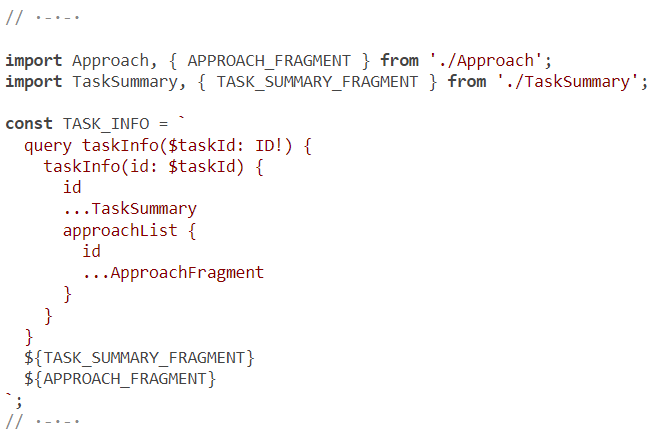 // ·-·-·
import Approach, { APPROACH_FRAGMENT } from './Approach';
import TaskSummary, { TASK_SUMMARY_FRAGMENT } from './TaskSummary';
const TASK_INFO = `
query taskInfo($taskId: ID!) {
taskInfo(id: $taskId) {
id
...TaskSummary
approachList {
id
...ApproachFragment
}
}
}
${TASK_SUMMARY_FRAGMENT}
${APPROACH_FRAGMENT}
`;
// ·-·-·